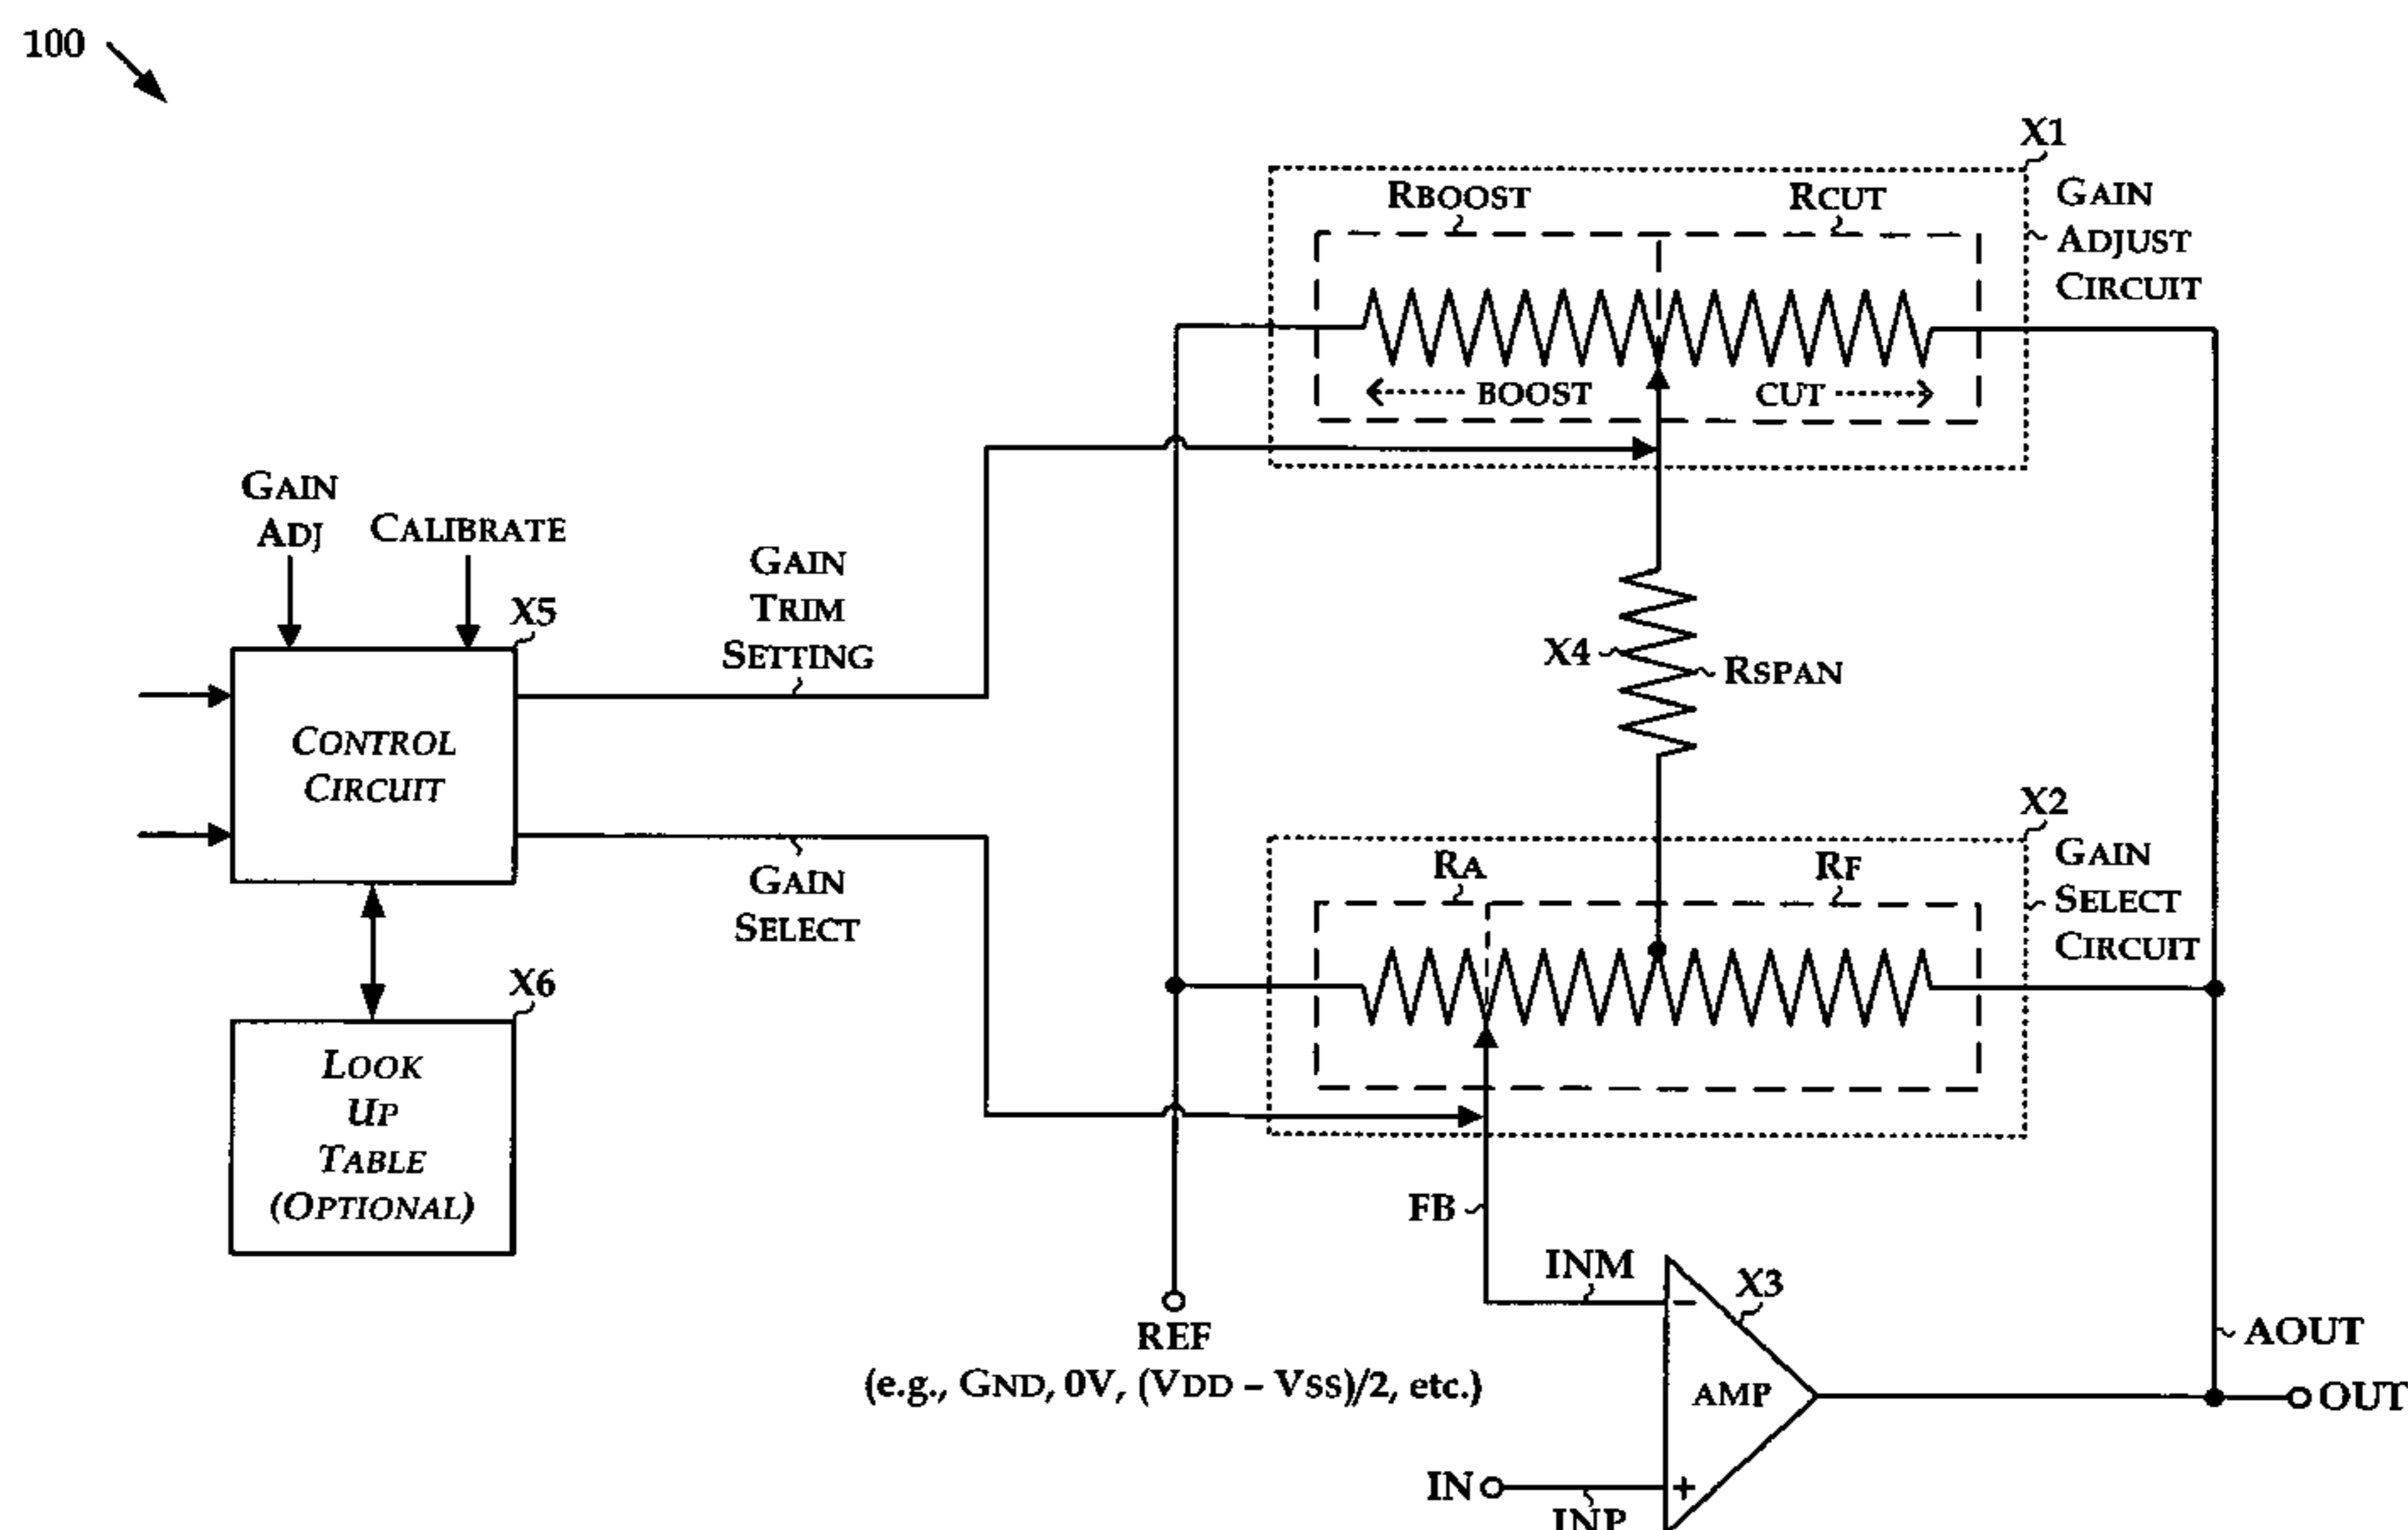 100
X1
RBOOST
RCUT
GAIN
ADJUST
CIRCUIT
BOOST
CUT
GAIN
ADJ
CALIBRATE
X5
GAIN
TRIM
SETTING
CONTROL
CIRCUIT
X4
RSPAN
GAIN
SELECT
X2
RA
RF
GAIN
SELECT
CIRCUIT
X6
LOOK
UP
TABLE
(OPTIONAL)
FB
INM
X3
−
REF
(e.g., GND, 0V, (VDD – VSS)/2, etc.)
AMP
AOUT
OUT
IN
+
INP